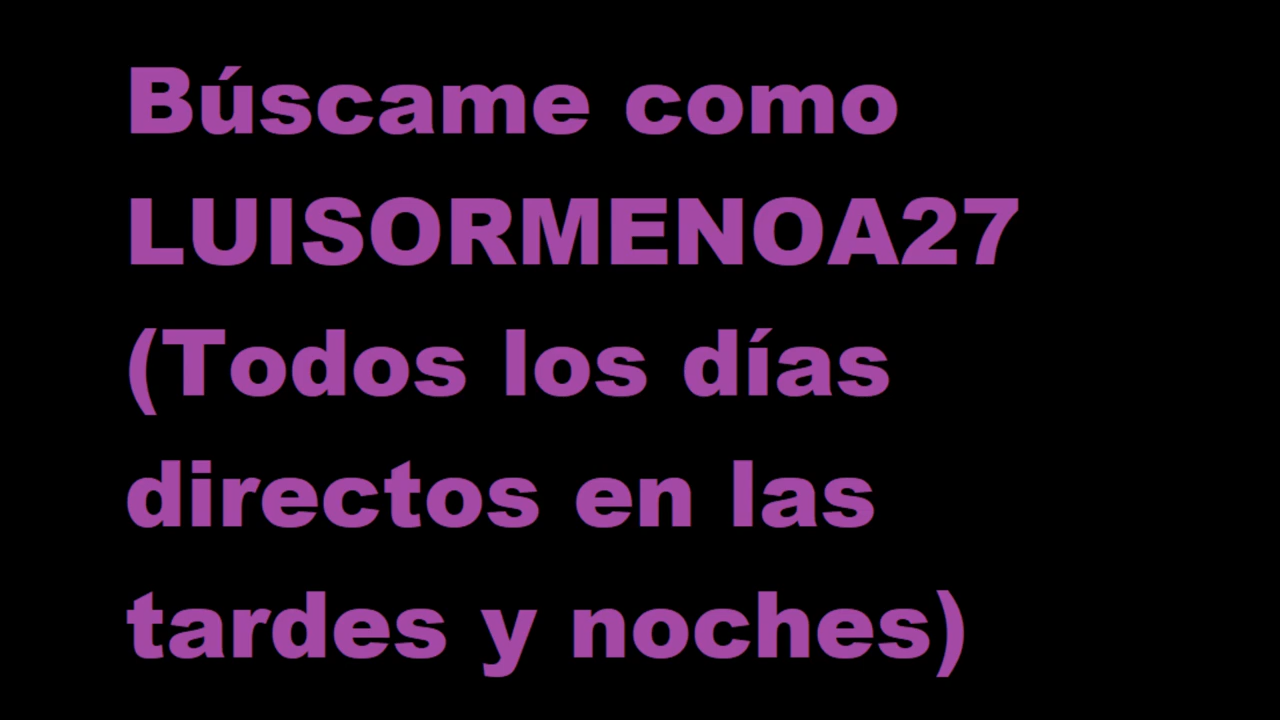 Búscame como
LUISORMENOA27
(Todos los días
directos en las
tardes y noches)